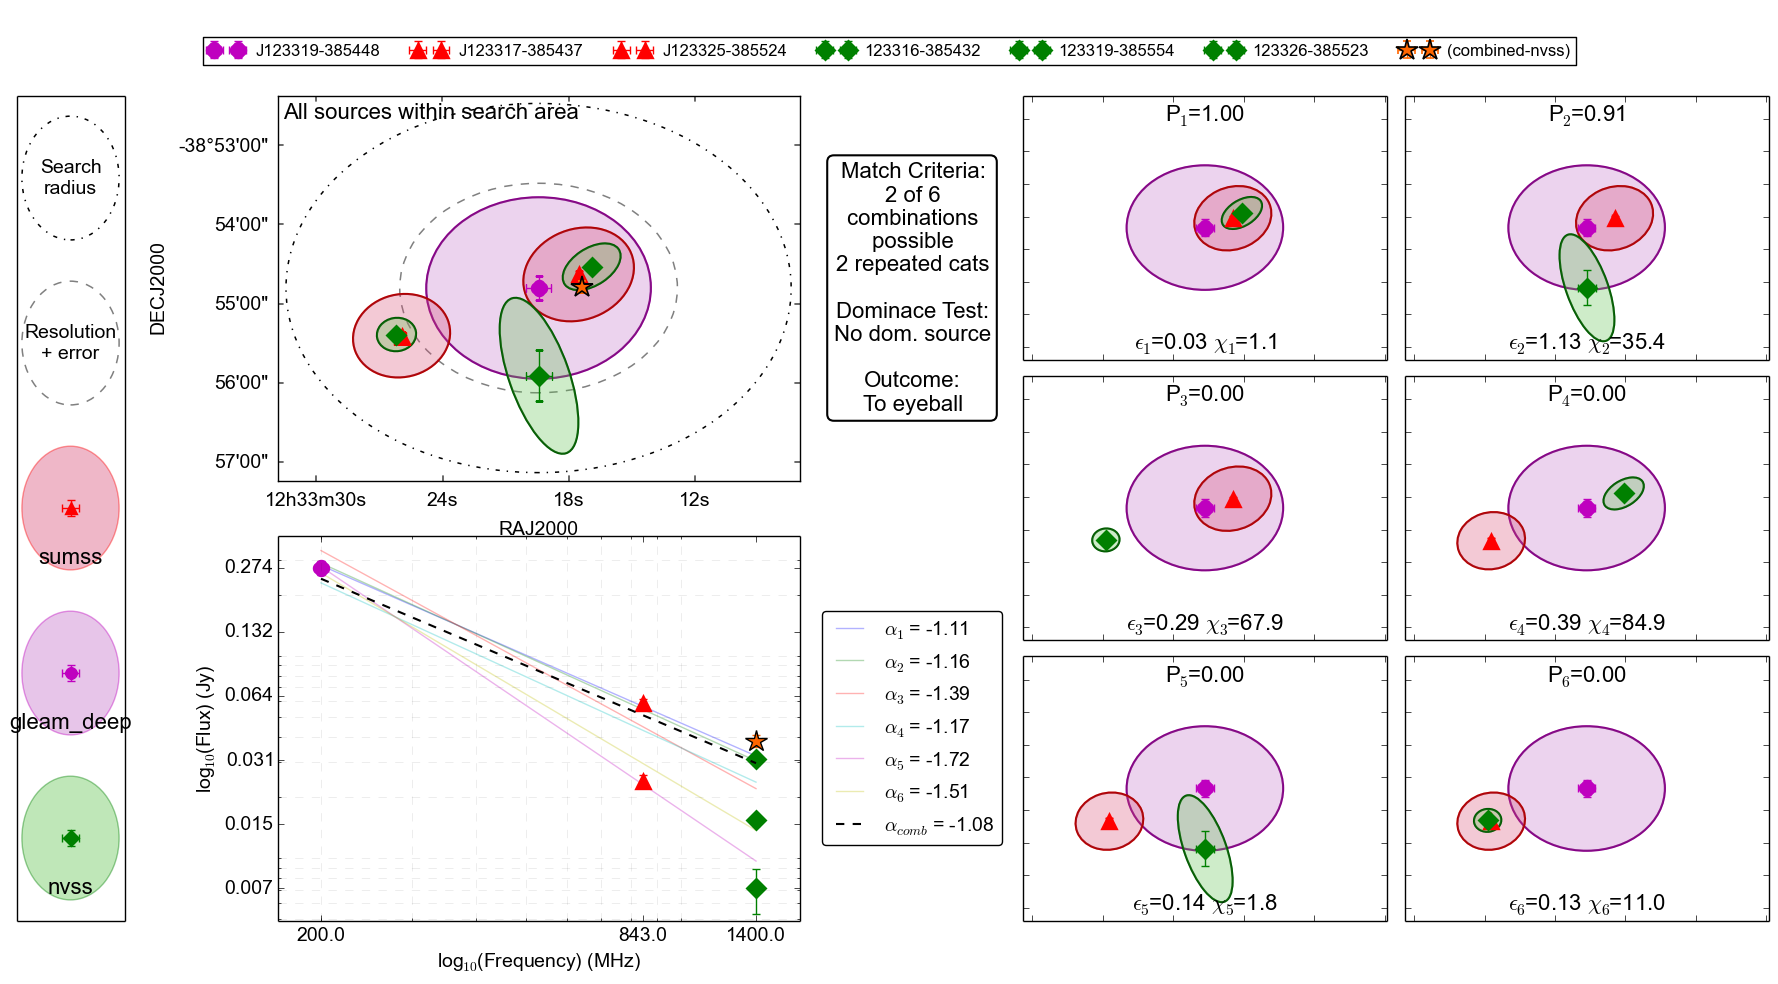 J123319-385448 J123317-385437 J123325-385524 123316-385432 123319-385554 123326-385523 (combined-nvss)
Search
radius
Resolution
+ error
sumss
gleam_deep
nvss
All sources within search area
DECJ2000
-38°53'00"
54'00"
55'00"
56'00"
57'00"
12h33m30s 24s 18s 12s
RAJ2000
Match Criteria:
2 of 6
combinations
possible
2 repeated cats
Dominace Test:
No dom. source
Outcome:
To eyeball
log10(Flux) (Jy)
0.274
0.132
0.064
0.031
0.015
0.007
200.0 843.0 1400.0
log10(Frequency) (MHz)
α1 = -1.11
α2 = -1.16
α3 = -1.39
α4 = -1.17
α5 = -1.72
α6 = -1.51
αcomb = -1.08
P1=1.00
ϵ1=0.03 χ1=1.1
P2=0.91
ϵ2=1.13 χ2=35.4
P3=0.00
ϵ3=0.29 χ3=67.9
P4=0.00
ϵ4=0.39 χ4=84.9
P5=0.00
ϵ5=0.14 χ5=1.8
P6=0.00
ϵ6=0.13 χ6=11.0